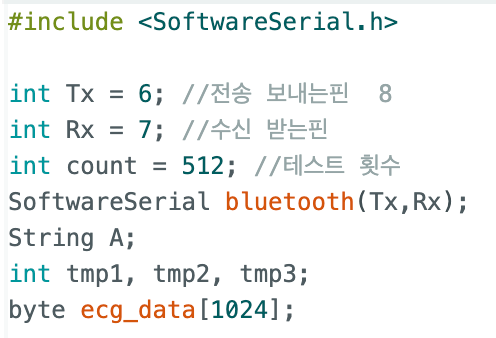 #include <SoftwareSerial.h>
int Tx = 6; //전송 보내는핀  8
int Rx = 7; //수신 받는핀
int count = 512; //테스트 횟수
SoftwareSerial bluetooth(Tx,Rx);
String A;
int tmp1, tmp2, tmp3;
byte ecg_data[1024];